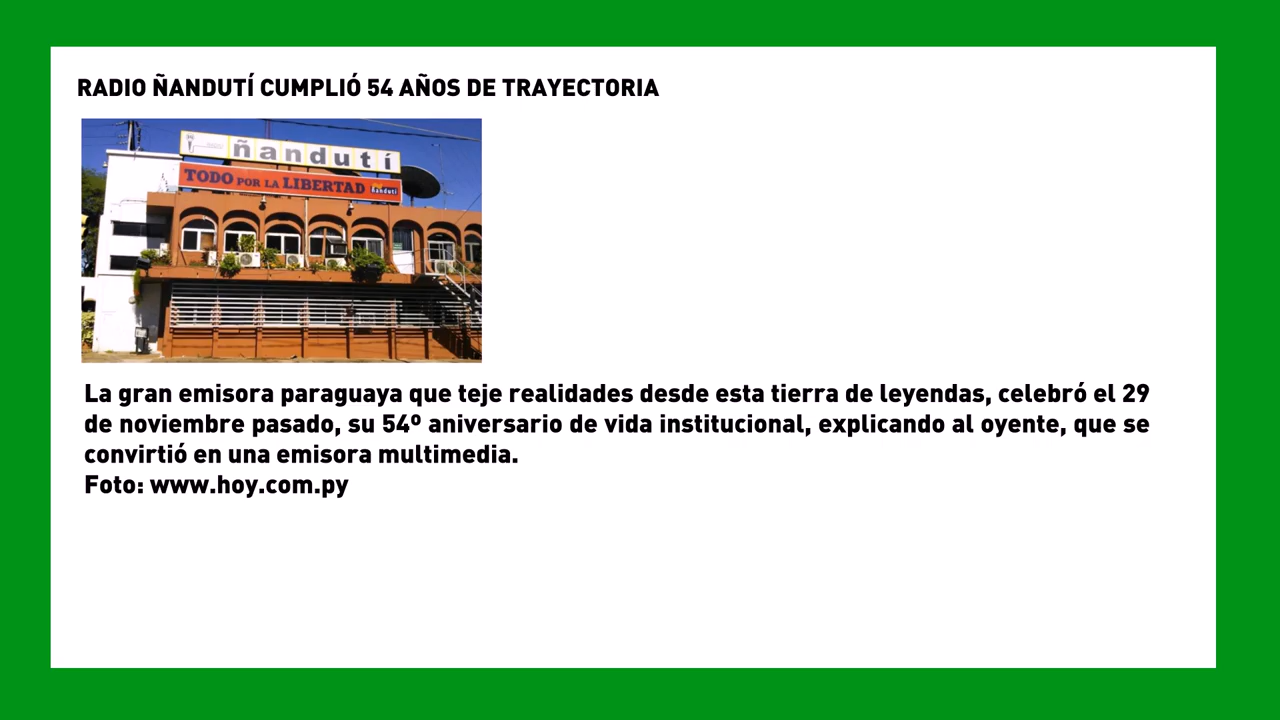 RADIO ÑANDUTÍ CUMPLIÓ 54 AÑOS DE TRAYECTORIA
ñandutí
TODO POR LA LIBERTAD ñandutí
La gran emisora paraguaya que teje realidades desde esta tierra de leyendas, celebró el 29
de noviembre pasado, su 54º aniversario de vida institucional, explicando al oyente, que se
convirtió en una emisora multimedia.
Foto: www.hoy.com.py